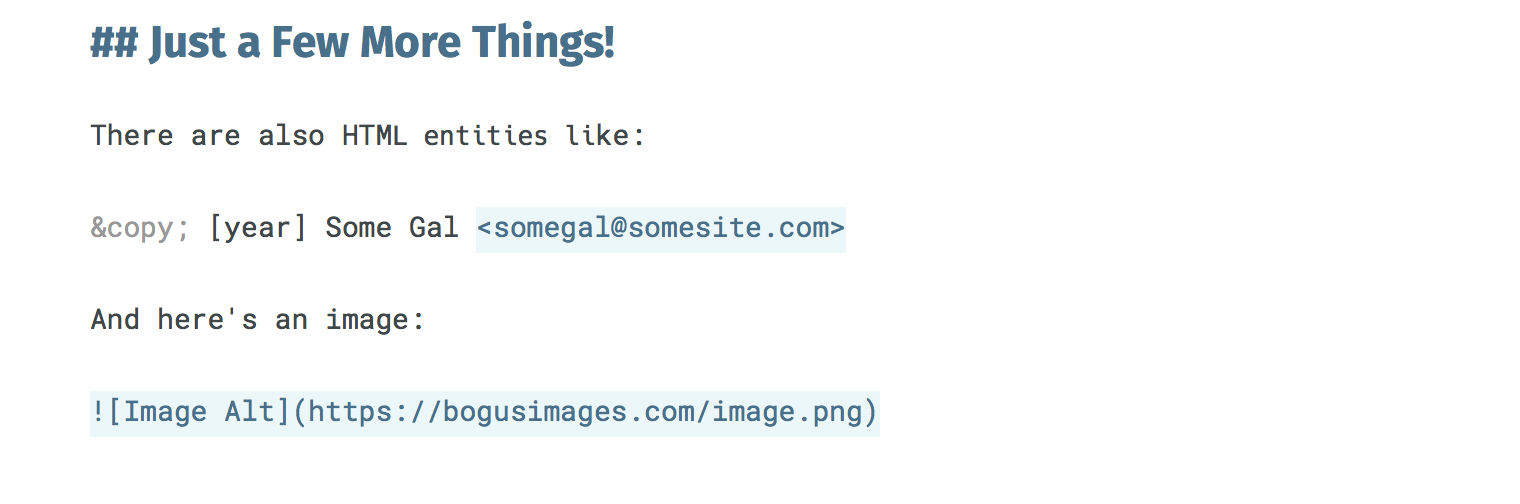 ## Just a Few More Things!
There are also HTML entities like:
&copy; [year] Some Gal <somegal@somesite.com>
And here's an image:
![Image Alt](https://bogusimages.com/image.png)